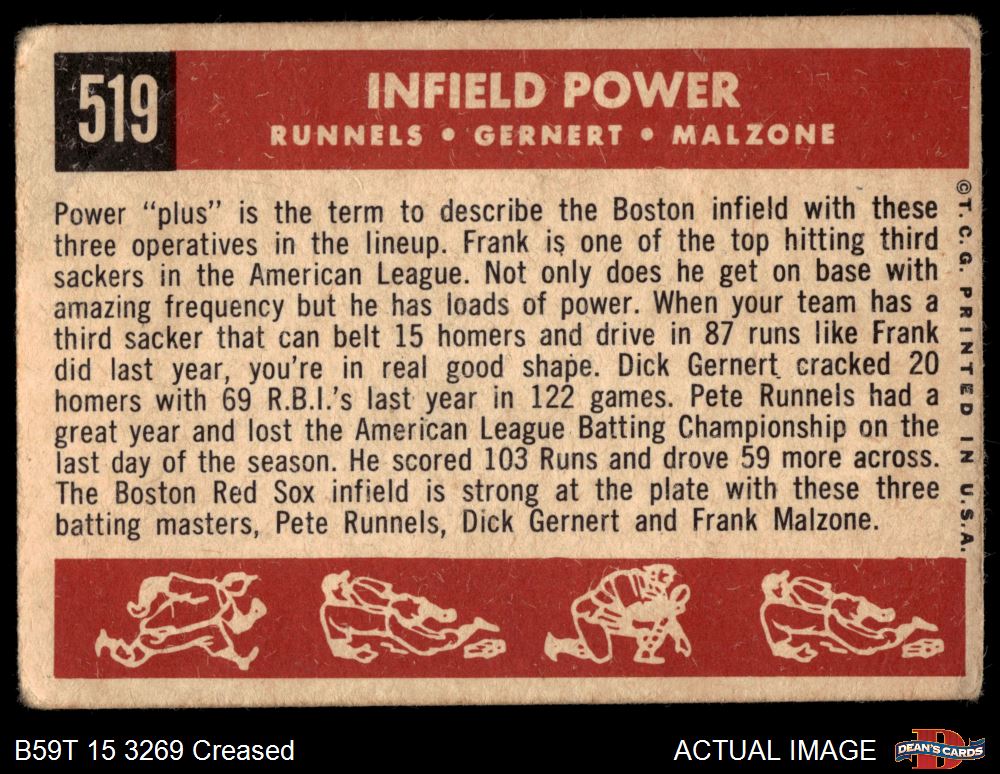 519
INFIELD POWER
RUNNELS • GERNERT • MALZONE
Power “plus” is the term to describe the Boston infield with these
three operatives in the lineup. Frank is one of the top hitting third
sackers in the American League. Not only does he get on base with
amazing frequency but he has loads of power. When your team has a
third sacker that can belt 15 homers and drive in 87 runs like Frank
did last year, you're in real good shape. Dick Gernert cracked 20
homers with 69 R.B.I.'s last year in 122 games. Pete Runnels had a
great year and lost the American League Batting Championship on the
last day of the season. He scored 103 Runs and drove 59 more across.
The Boston Red Sox infield is strong at the plate with these three
batting masters, Pete Runnels, Dick Gernert and Frank Malzone.
©T. C. G. PRINTED IN U.S.A.
B59T 15 3269 Creased
ACTUAL IMAGE
D
DEAN'S CARDS